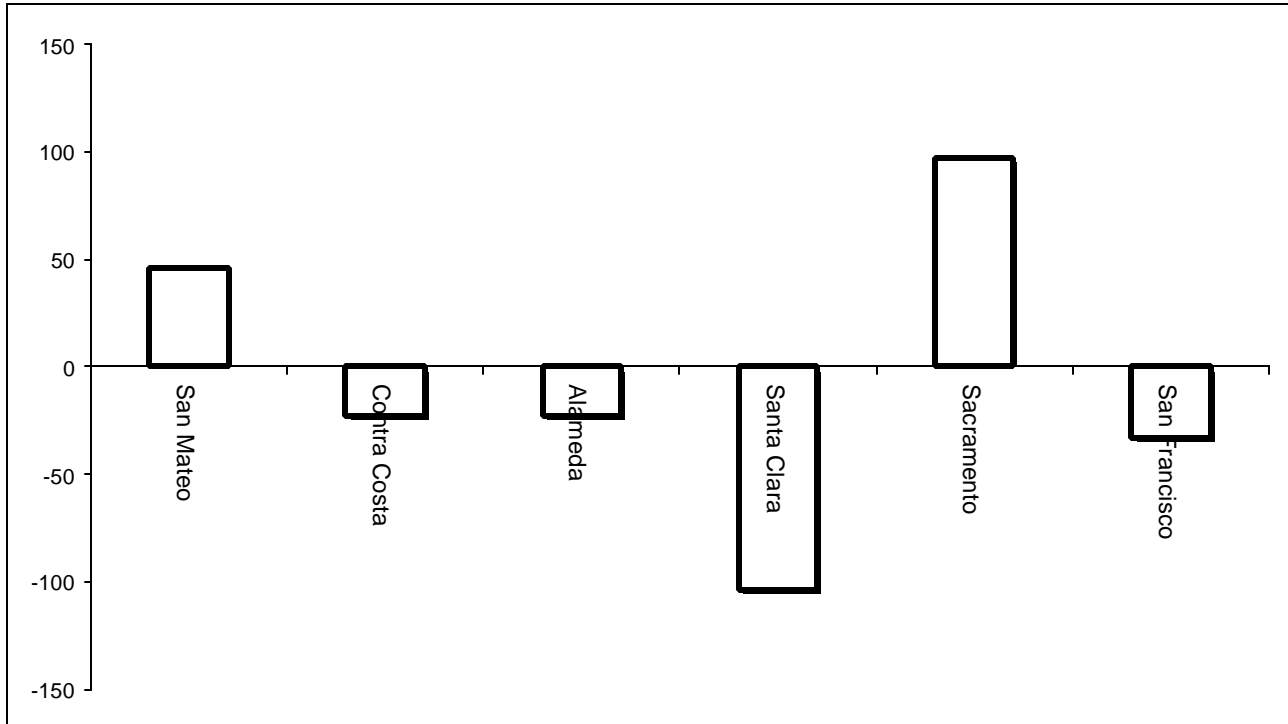 150
100
50
0
-50
-100
-150
San Mateo
Contra Costa
Alameda
Santa Clara
Sacramento
San Francisco